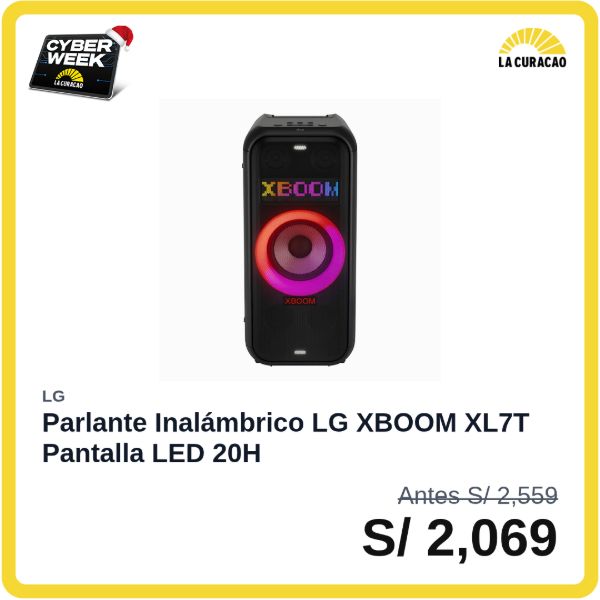 CYBER
WEEK
LA CURACAO
LA CURACAO
XBOOM
XBOOM
LG
Parlante Inalámbrico LG XBOOM XL7T
Pantalla LED 20H
Antes S/ 2,559
S/ 2,069